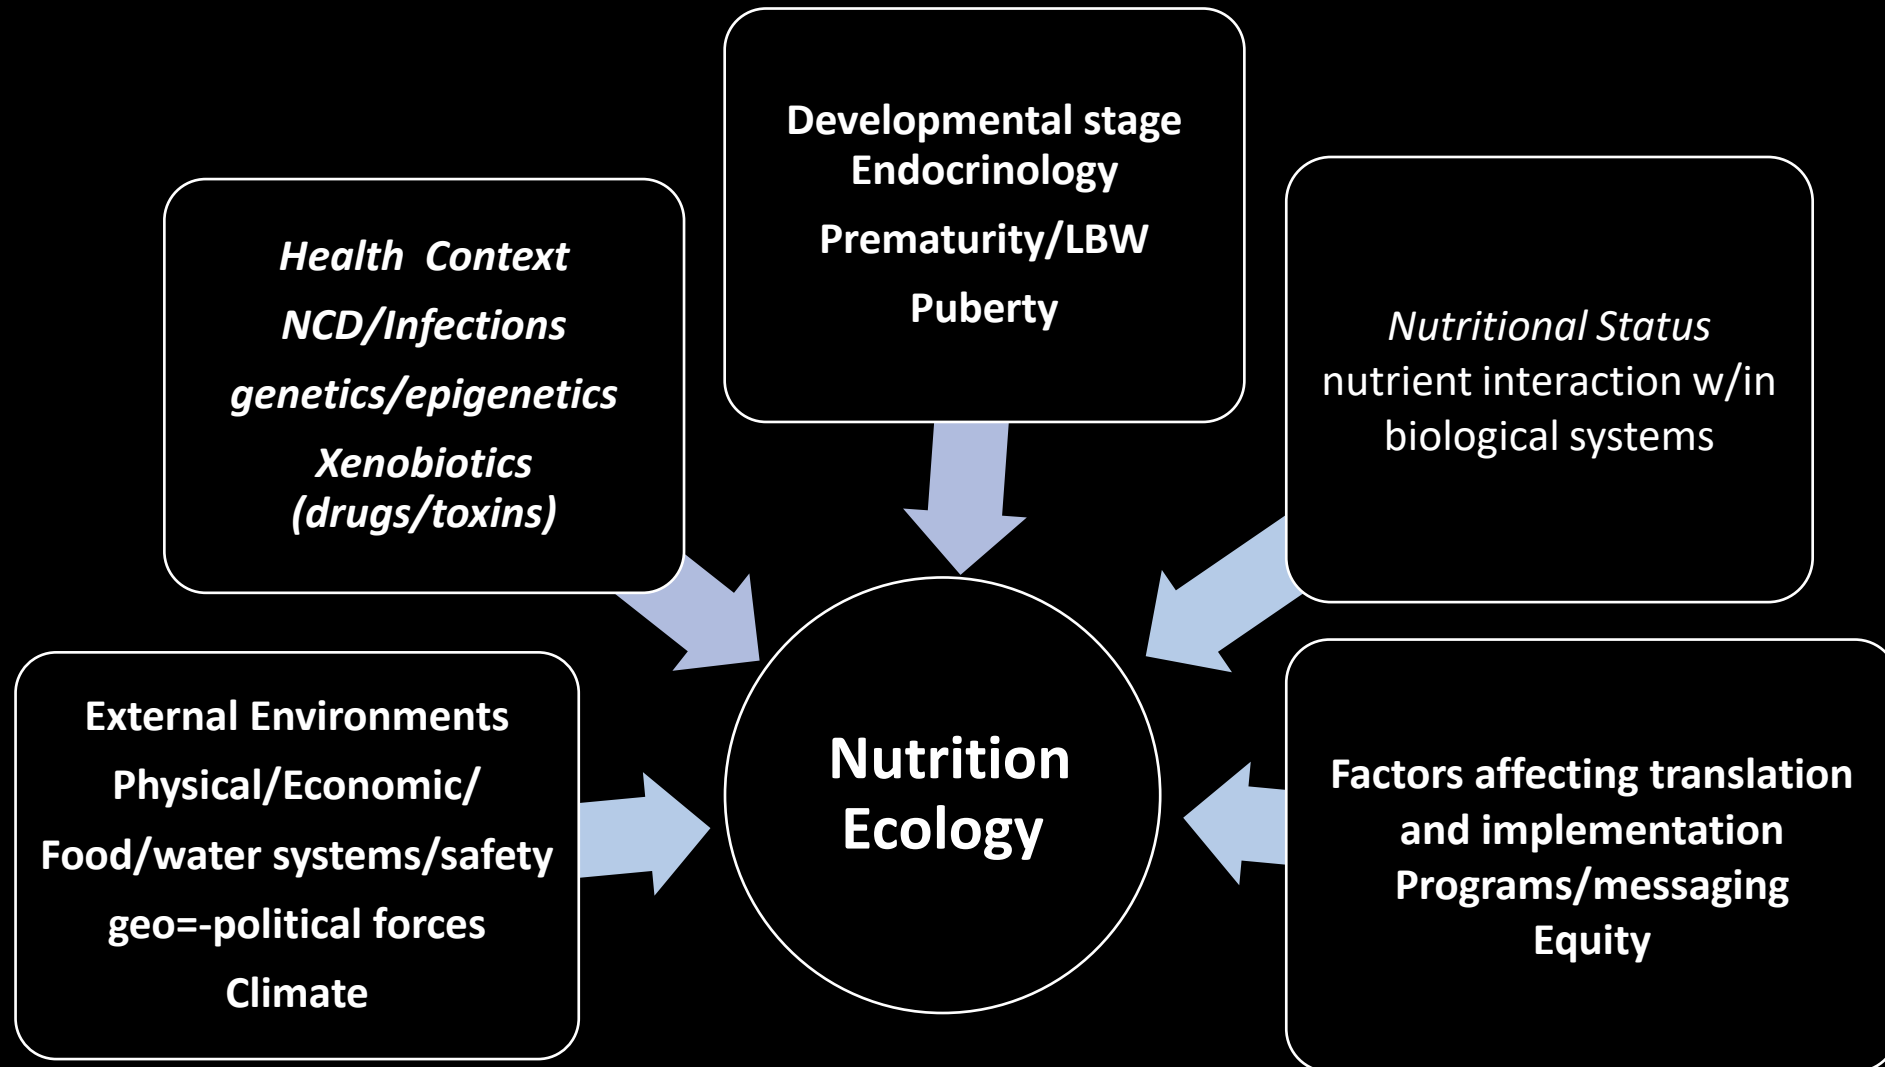 Developmental stage
Endocrinology
Prematurity/LBW
Puberty
Health Context
NCD/Infections
genetics/epigenetics
Xenobiotics
(drugs/toxins)
Nutritional Status
nutrient interaction w/in
biological systems
External Environments
Physical/Economic/
Food/water systems/safety
geo=-political forces
Climate
Nutrition
Ecology
Factors affecting translation
and implementation
Programs/messaging
Equity